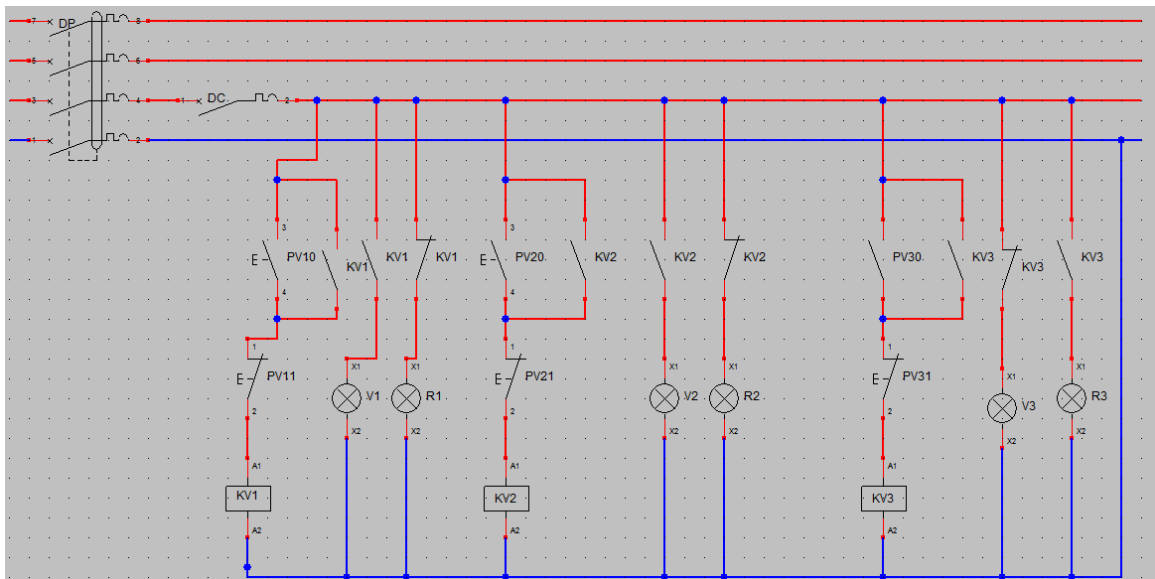 7 DP 8
5 6
3 4 1 DC 2
1 2
3 3
PV10 KV1 KV1 KV1 PV20 KV2 KV2 KV2 PV30 KV3 KV3 KV3
4 4
1 1 1
X1 X1 X1 X1 X1 X1
PV11 V1 R1 PV21 V2 R2 PV31 V3 R3
2 2 2
X2 X2 X2 X2 X2 X2
A1 A1 A1
KV1 KV2 KV3
A2 A2 A2